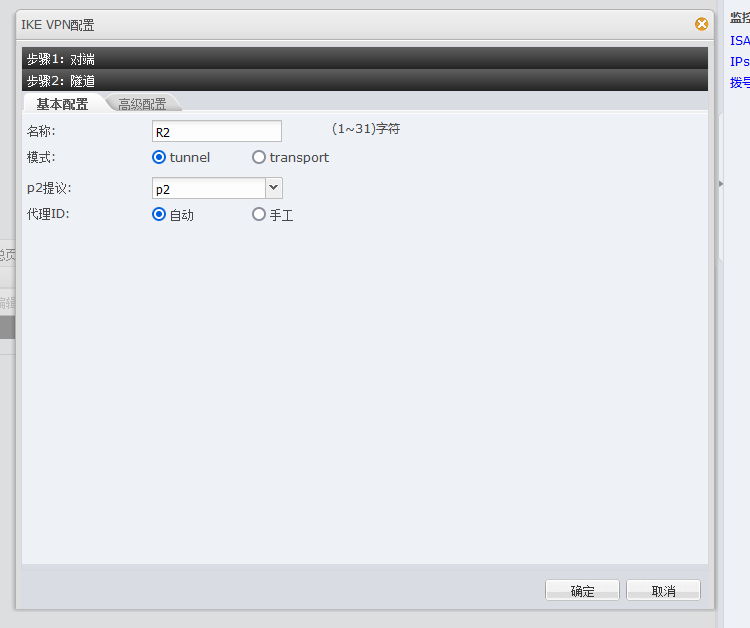 IKE VPN配置
步骤1: 对端
步骤2: 隧道
基本配置 高级配置
名称: R2 (1~31)字符
模式: tunnel transport
p2提议: p2
代理ID: 自动 手工
确定 取消
监控
ISA
IPs
拨号
总页
编辑